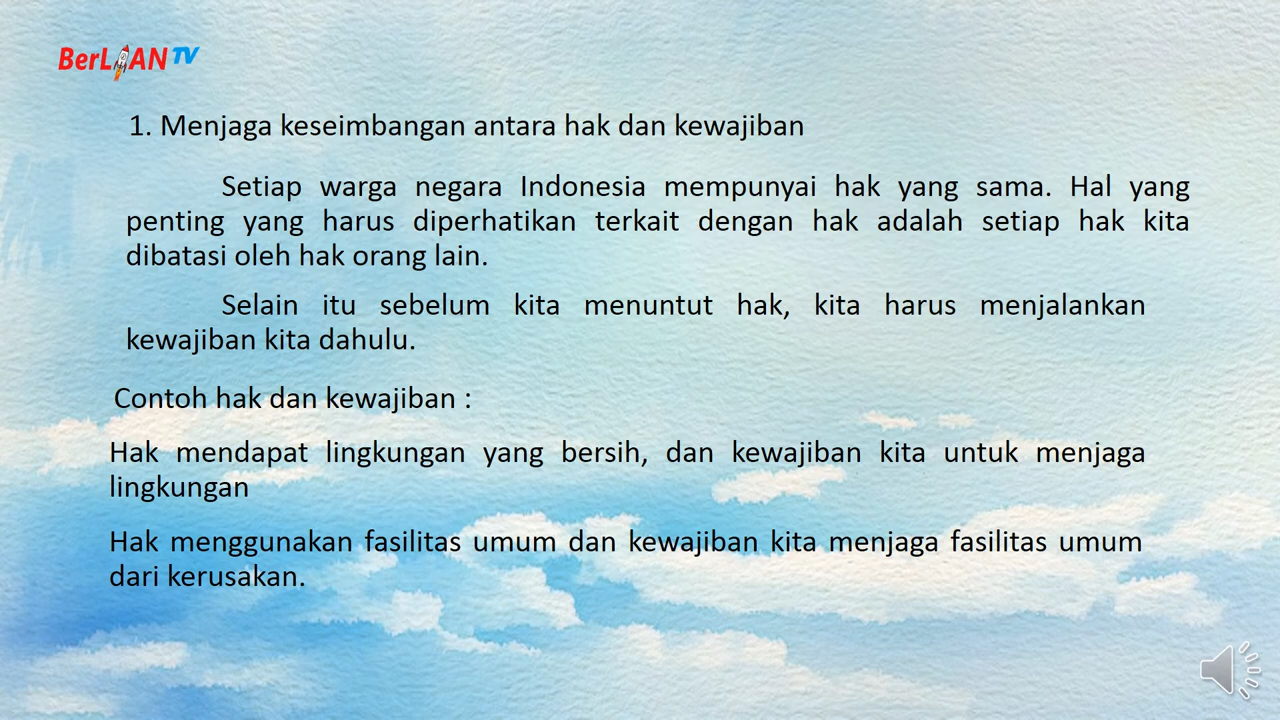 BerLIAN TV
1. Menjaga keseimbangan antara hak dan kewajiban
Setiap warga negara Indonesia mempunyai hak yang sama. Hal yang
penting yang harus diperhatikan terkait dengan hak adalah setiap hak kita
dibatasi oleh hak orang lain.
Selain itu sebelum kita menuntut hak, kita harus menjalankan
kewajiban kita dahulu.
Contoh hak dan kewajiban :
Hak mendapat lingkungan yang bersih, dan kewajiban kita untuk menjaga
lingkungan
Hak menggunakan fasilitas umum dan kewajiban kita menjaga fasilitas umum
dari kerusakan.